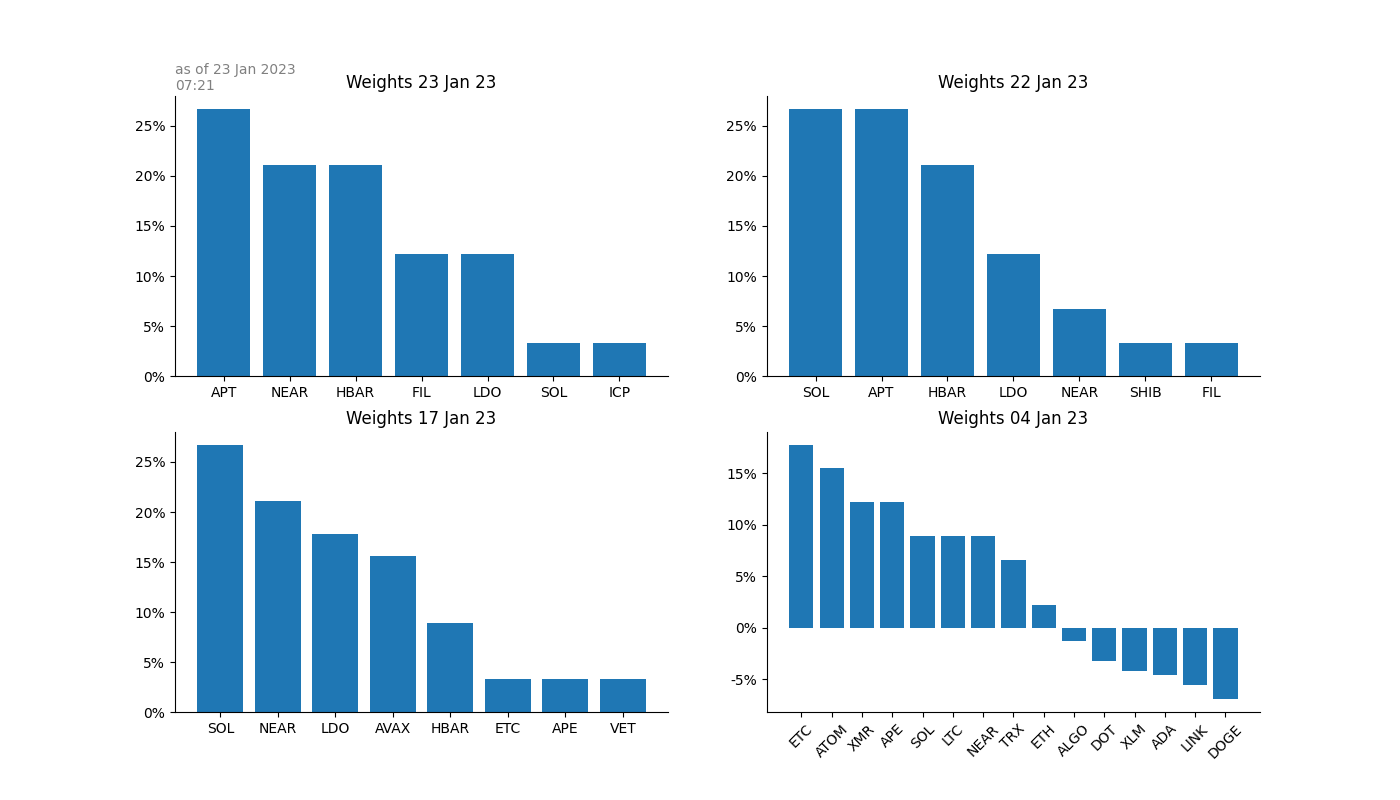 as of 23 Jan 2023
07:21
Weights 23 Jan 23
25%
20%
15%
10%
5%
0%
APT NEAR HBAR FIL LDO SOL ICP
Weights 22 Jan 23
25%
20%
15%
10%
5%
0%
SOL APT HBAR LDO NEAR SHIB FIL
Weights 17 Jan 23
25%
20%
15%
10%
5%
0%
SOL NEAR LDO AVAX HBAR ETC APE VET
Weights 04 Jan 23
15%
10%
5%
0%
-5%
ETC ATOM XMR APE SOL LTC NEAR TRX ETH ALGO DOT XLM ADA LINK DOGE